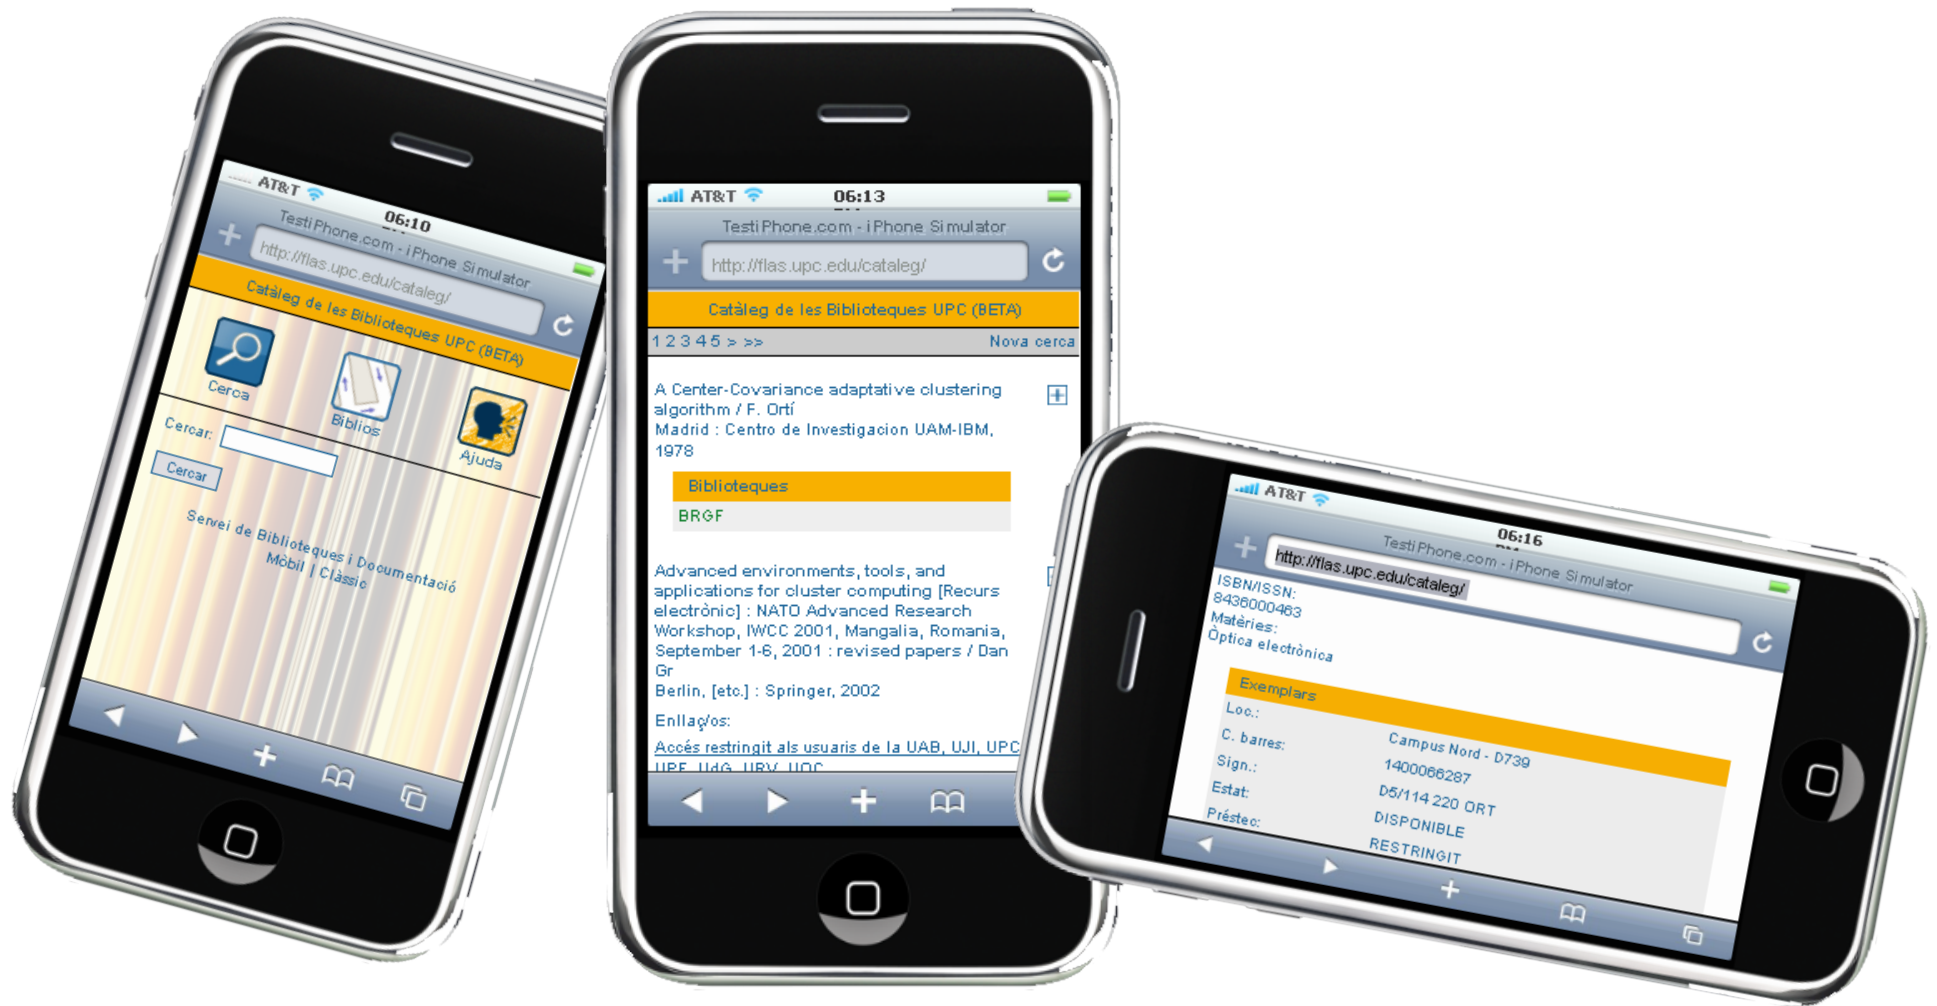 AT&T
06:10
TestiPhone.com - iPhone Simulator
http://flas.upc.edu/cataleg/
Catàleg de les Biblioteques UPC (BETA)
Cerca
Biblios
Ajuda
Cercar:
Cercar
Servei de Biblioteques i Documentació
Mòbil | Clàssic
AT&T
06:13
TestiPhone.com - iPhone Simulator
http://flas.upc.edu/cataleg/
Catàleg de les Biblioteques UPC (BETA)
1 2 3 4 5 > >> Nova cerca
A Center-Covariance adaptative clustering
algorithm / F. Ortí
Madrid : Centro de Investigacion UAM-IBM,
1978
Biblioteques
BRGF
Advanced environments, tools, and
applications for cluster computing [Recurs
electrònic] : NATO Advanced Research
Workshop, IWCC 2001, Mangalia, Romania,
September 1-6, 2001 : revised papers / Dan
Gr
Berlin, [etc.] : Springer, 2002
Enllaç/os:
Accés restringit als usuaris de la UAB, UJI, UPC
UPF, UdG, URV, UOC
AT&T
06:16
TestiPhone.com - iPhone Simulator
http://flas.upc.edu/cataleg/
ISBN/ISSN:
8436000463
Matèries:
Òptica electrònica
Exemplars
Loc.: Campus Nord - D739
C. barres: 1400066287
Sign.: D5/114 220 ORT
Estat: DISPONIBLE
Préstec: RESTRINGIT